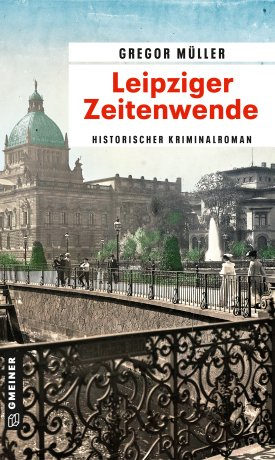 GREGOR MÜLLER
Leipziger
Zeitenwende
HISTORISCHER KRIMINALROMAN
GMEINER